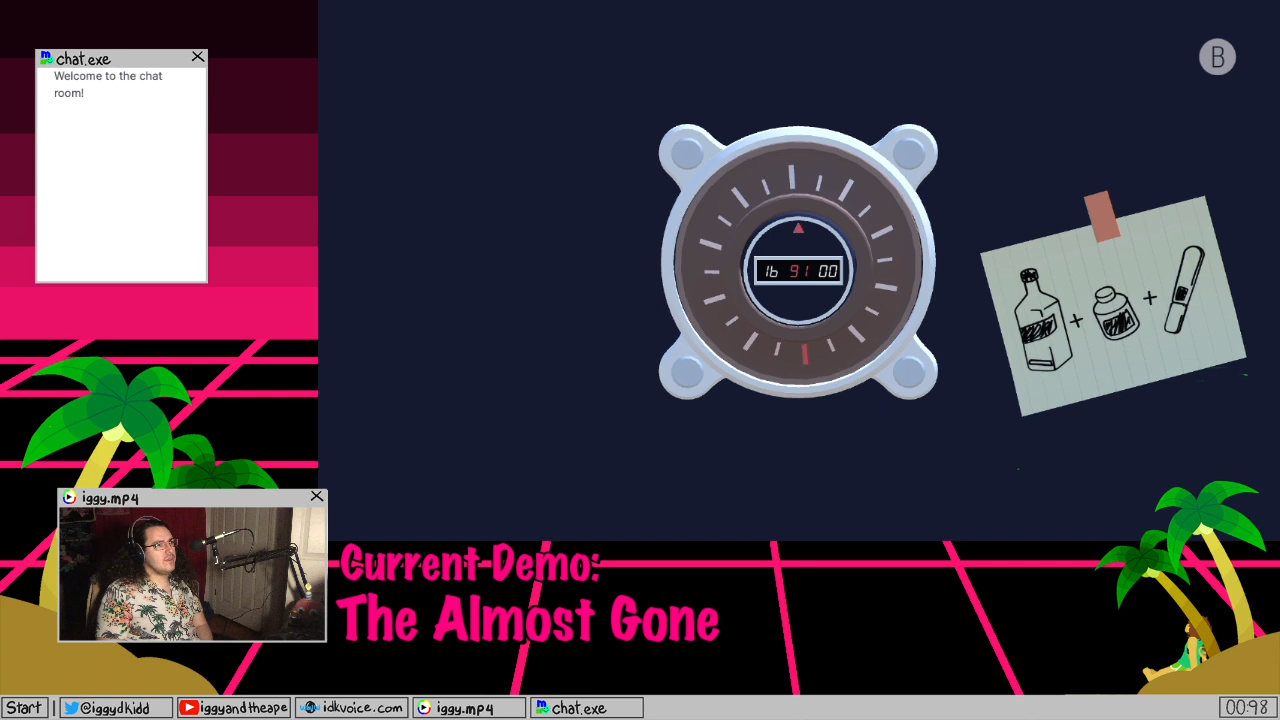 B
chat.exe
Welcome to the chat
room!
16 91 00
iggy.mp4
Current Demo:
The Almost Gone
Start | @iggydkidd iggyandtheape www idkvoice.com iggy.mp4 chat.exe 00:98